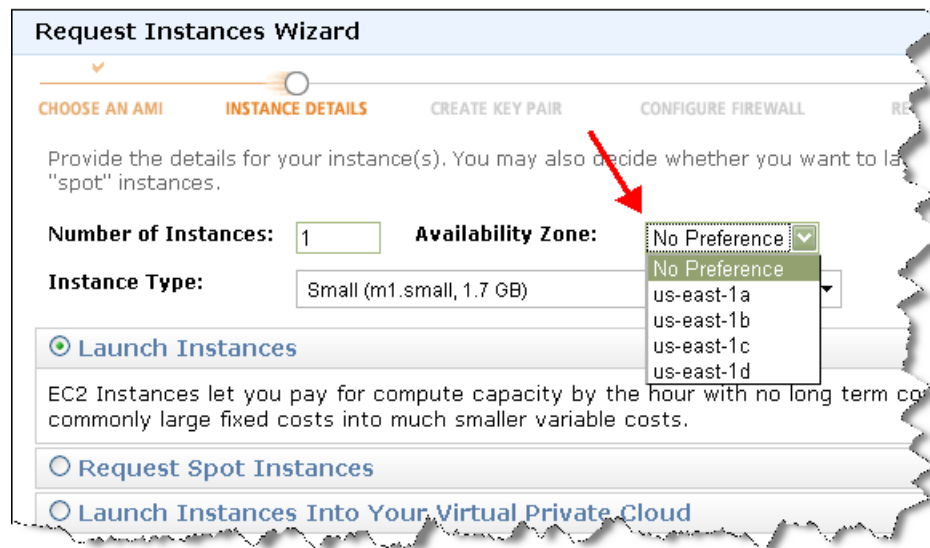 Request Instances Wizard
CHOOSE AN AMI INSTANCE DETAILS CREATE KEY PAIR CONFIGURE FIREWALL
Provide the details for your instance(s). You may also decide whether you want to
"spot" instances.
Number of Instances: 1 Availability Zone: No Preference
No Preference
Instance Type: Small (m1.small, 1.7 GB)
us-east-1a
us-east-1b
us-east-1c
us-east-1d
Launch Instances
EC2 Instances let you pay for compute capacity by the hour with no long term
commonly large fixed costs into much smaller variable costs.
Request Spot Instances
Launch Instances Into Your Virtual Private Cloud